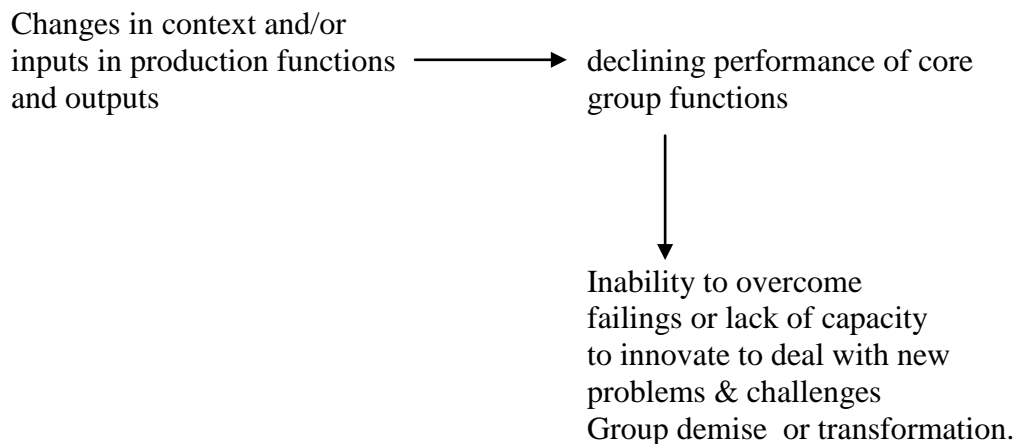 Changes in context and/or
inputs in production functions
and outputs
declining performance of core
group functions
Inability to overcome
failings or lack of capacity
to innovate to deal with new
problems & challenges
Group demise or transformation.